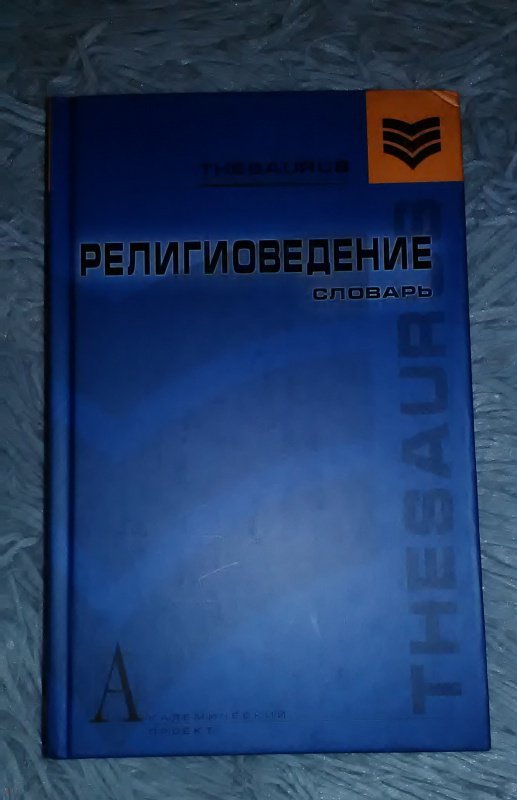 THESAURUS
РЕЛИГИОВЕДЕНИЕ
СЛОВАРЬ
THESAURUS
АКАДЕМИЧЕСКИЙ
ПРОЕКТ